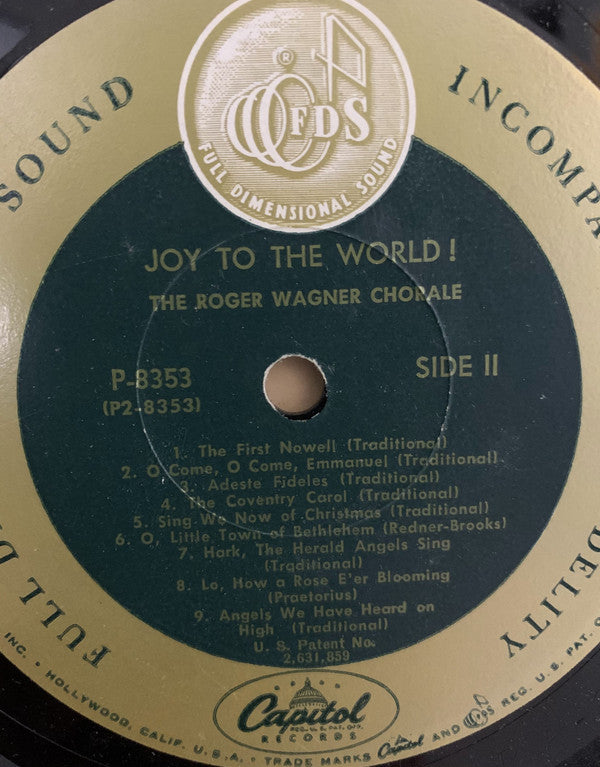 SOUND
INCOMPA
®
FDS
FULL DIMENSIONAL SOUND
JOY TO THE WORLD!
THE ROGER WAGNER CHORALE
P-8353
(P2-8353)
SIDE II
1. The First Nowell (Traditional)
2. O Come, O Come, Emmanuel (Traditional)
3. Adeste Fideles (Traditional)
4. The Coventry Carol (Traditional)
5. Sing We Now of Christmas (Traditional)
6. O, Little Town of Bethlehem (Redner-Brooks)
7. Hark, The Herald Angels Sing
(Traditional)
8. Lo, How a Rose E'er Blooming
(Praetorius)
9. Angels We Have Heard on
High (Traditional)
U. S. Patent No.
2,631,859
FULL D
DELITY
Capitol
REG. U.S. PAT. OFF.
RECORDS
INC. • HOLLYWOOD, CALIF. U.S.A. • TRADE MARKS Capitol AND FDS REG. U.S. PAT. O